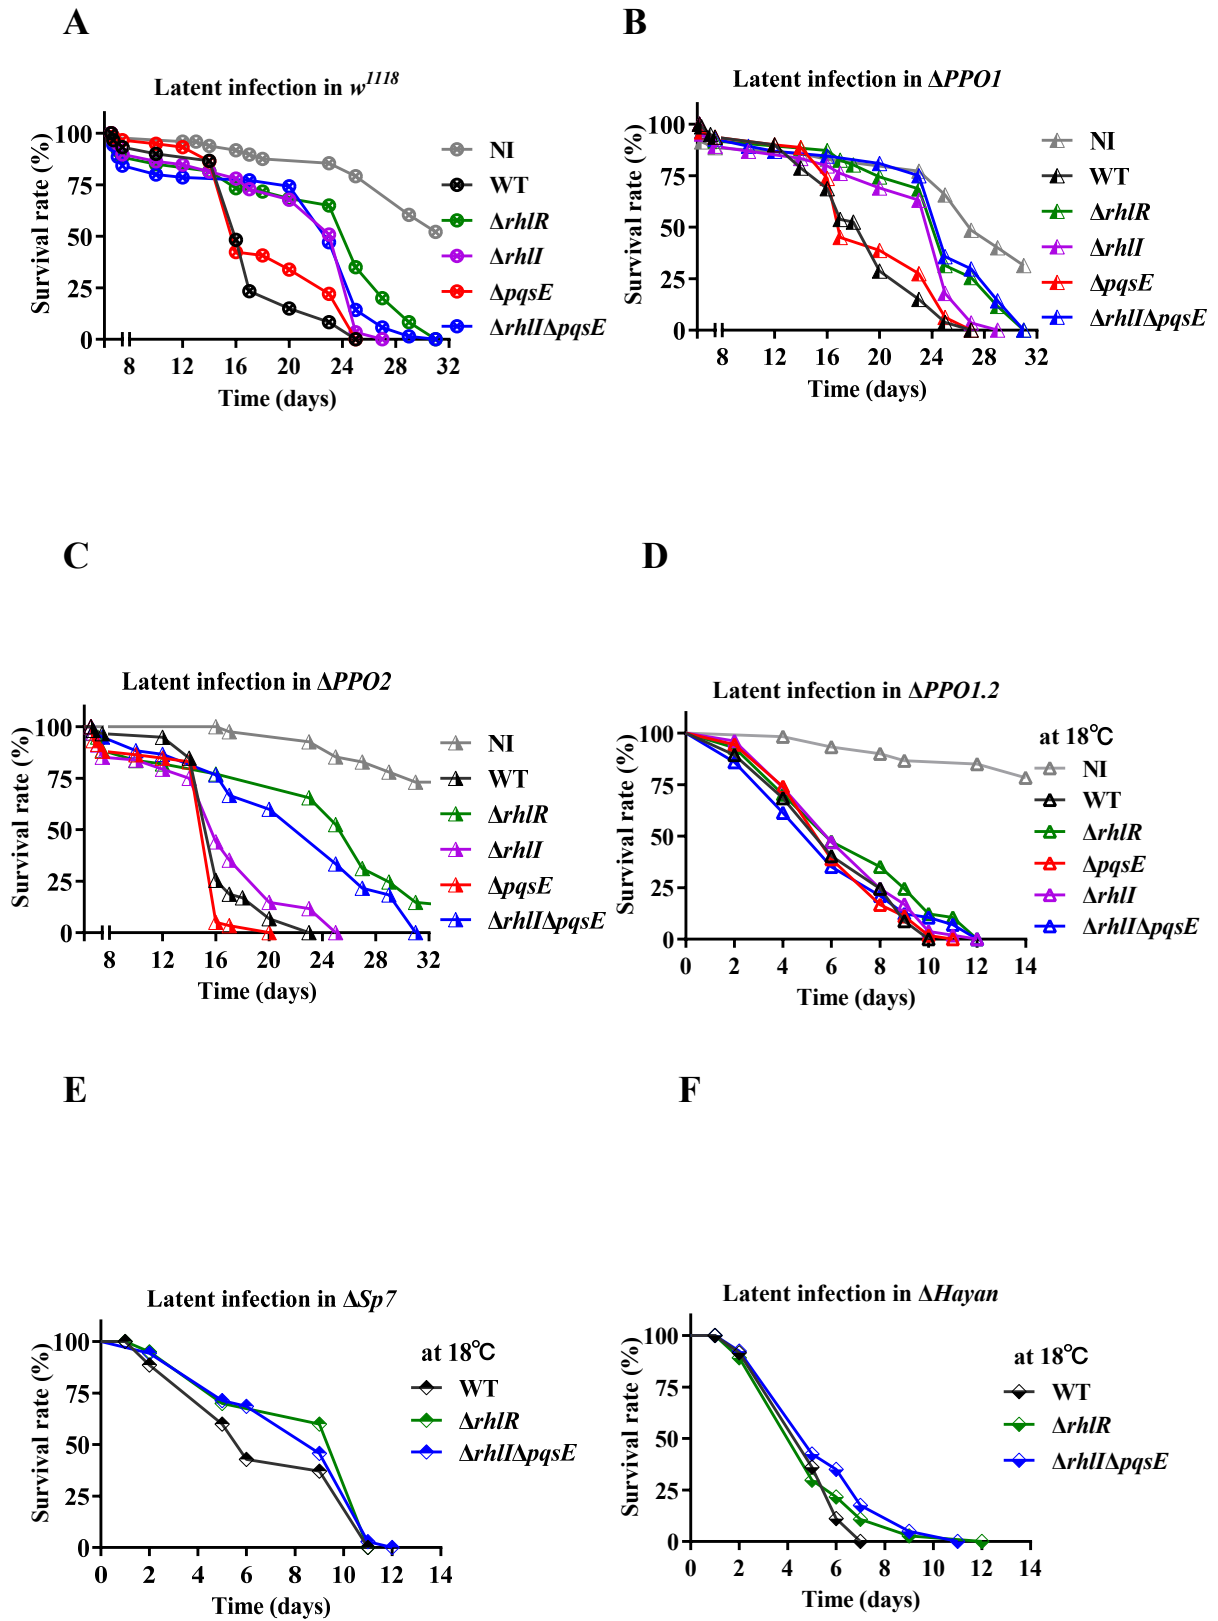 A
Latent infection in w1118
Survival rate (%)
100
75
50
25
0
8 12 16 20 24 28 32
Time (days)
NI
WT
ΔrhlR
ΔrhlI
ΔpqsE
ΔrhlIΔpqsE
B
Latent infection in ΔPPO1
Survival rate (%)
100
75
50
25
0
8 12 16 20 24 28 32
Time (days)
NI
WT
ΔrhlR
ΔrhlI
ΔpqsE
ΔrhlIΔpqsE
C
Latent infection in ΔPPO2
Survival rate (%)
100
75
50
25
0
8 12 16 20 24 28 32
Time (days)
NI
WT
ΔrhlR
ΔrhlI
ΔpqsE
ΔrhlIΔpqsE
D
Latent infection in ΔPPO1.2
Survival rate (%)
100
75
50
25
0
0 2 4 6 8 10 12 14
Time (days)
at 18℃
NI
WT
ΔrhlR
ΔpqsE
ΔrhlI
ΔrhlIΔpqsE
E
Latent infection in ΔSp7
Survival rate (%)
100
75
50
25
0
0 2 4 6 8 10 12 14
Time (days)
at 18℃
WT
ΔrhlR
ΔrhlIΔpqsE
F
Latent infection in ΔHayan
Survival rate (%)
100
75
50
25
0
0 2 4 6 8 10 12 14
Time (days)
at 18℃
WT
ΔrhlR
ΔrhlIΔpqsE